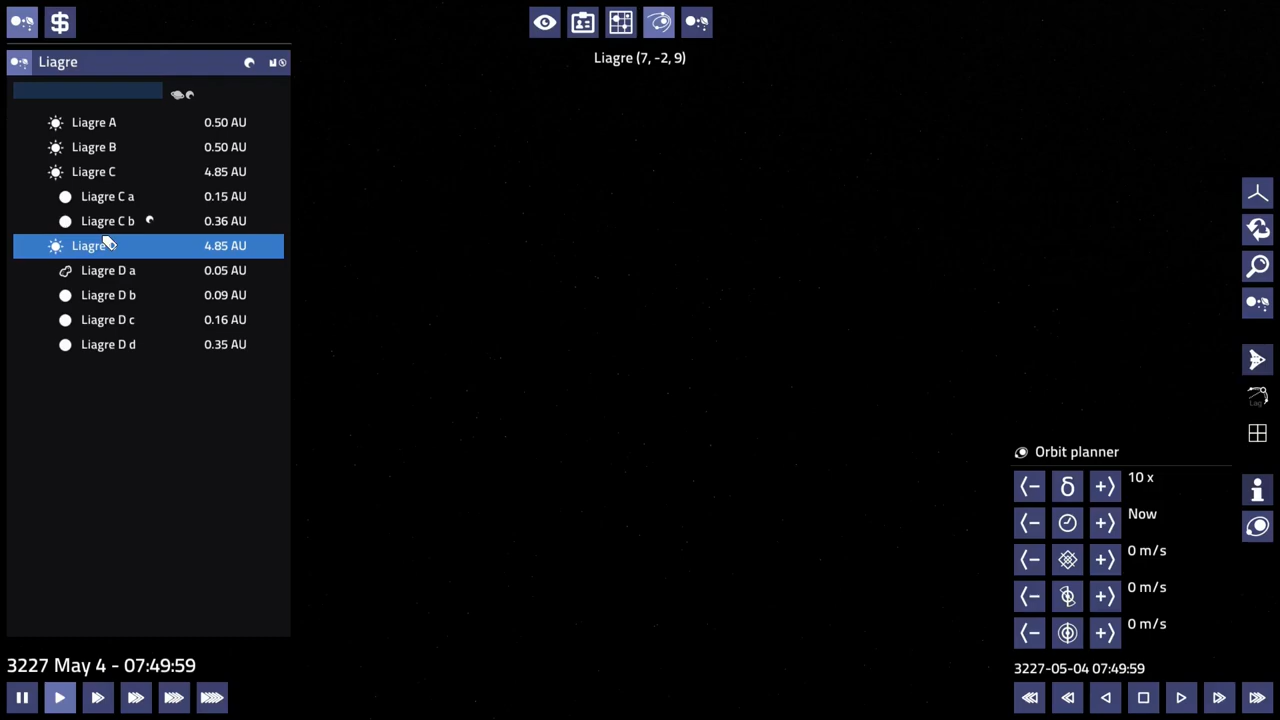 $
Liagre
Liagre (7, -2, 9)
Liagre A 0.50 AU
Liagre B 0.50 AU
Liagre C 4.85 AU
Liagre C a 0.15 AU
Liagre C b 0.36 AU
Liagre 4.85 AU
Liagre D a 0.05 AU
Liagre D b 0.09 AU
Liagre D c 0.16 AU
Liagre D d 0.35 AU
Lag
Orbit planner
δ 10 x
Now
0 m/s
0 m/s
0 m/s
3227 May 4 - 07:49:59
3227-05-04 07:49:59